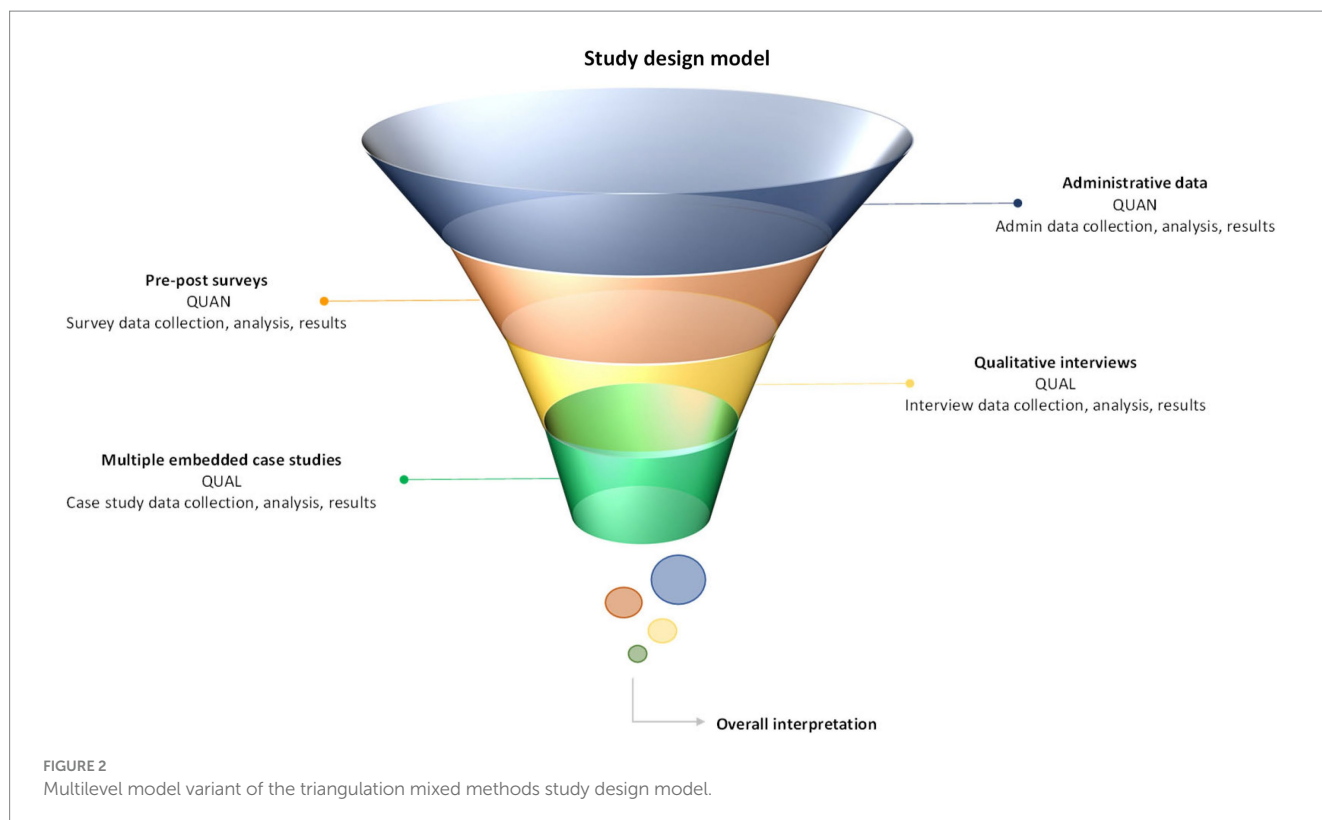 Study design model
Administrative data
QUAN
Admin data collection, analysis, results
Pre-post surveys
QUAN
Survey data collection, analysis, results
Qualitative interviews
QUAL
Interview data collection, analysis, results
Multiple embedded case studies
QUAL
Case study data collection, analysis, results
Overall interpretation
FIGURE 2
Multilevel model variant of the triangulation mixed methods study design model.